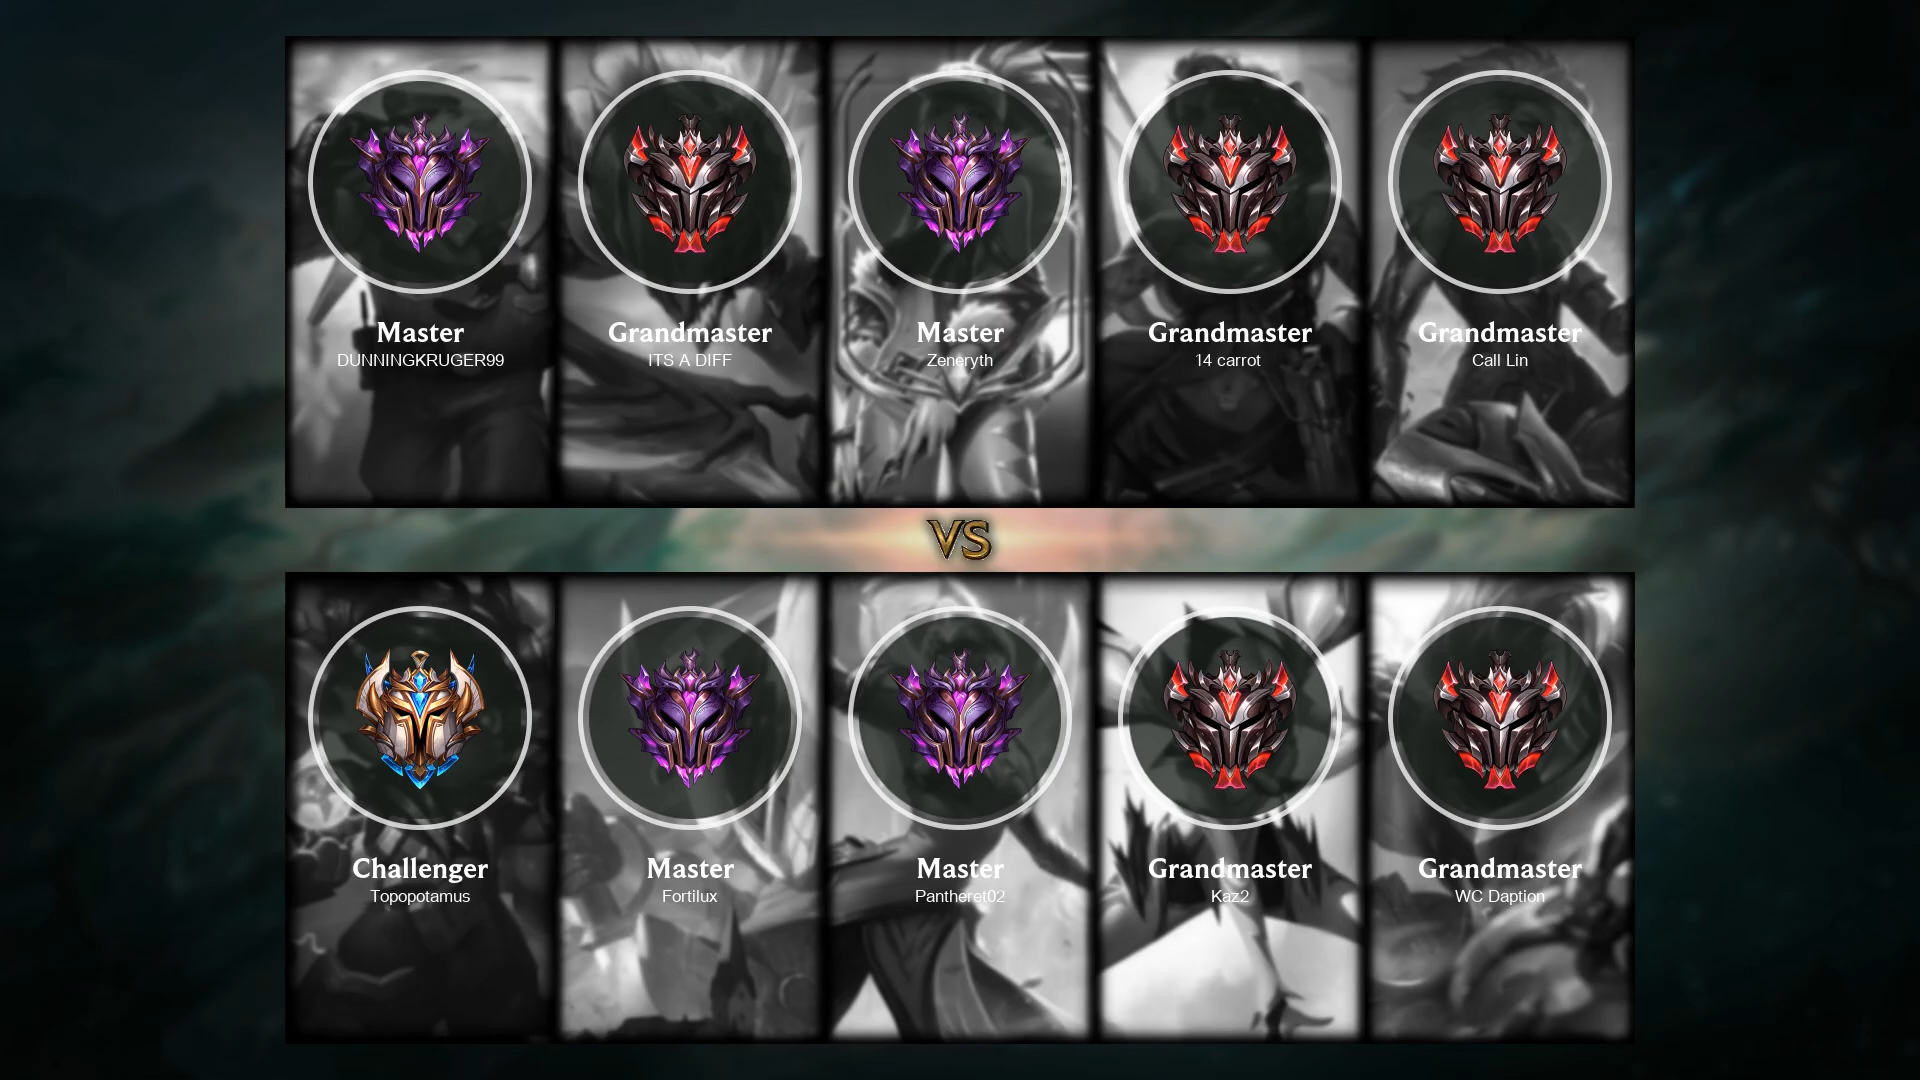 Master
DUNNINGKRUGER99
Grandmaster
ITS A DIFF
Master
Zeneryth
Grandmaster
14 carrot
Grandmaster
Call Lin
VS
Challenger
Topopotamus
Master
Fortilux
Master
Pantheret02
Grandmaster
Kaz2
Grandmaster
WC Daption